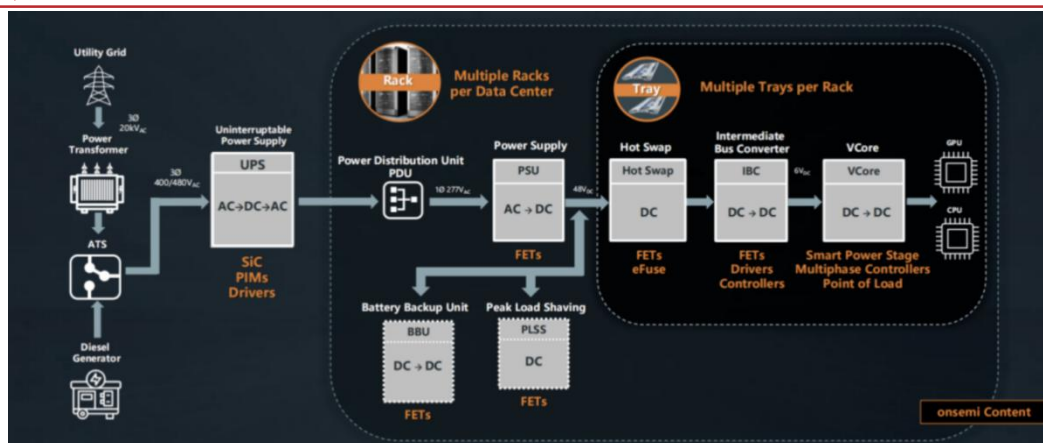 Utility Grid
3Ø
20kVAC
Power
Transformer
ATS
Diesel
Generator
3Ø
400/480VAC
Uninterruptable
Power Supply
UPS
AC→DC→AC
SiC
PIMs
Drivers
Rack
Multiple Racks
per Data Center
Power Distribution Unit
PDU
1Ø 277VAC
Power Supply
PSU
AC → DC
FETs
48VDC
Battery Backup Unit
BBU
DC → DC
FETs
Peak Load Shaving
PLSS
DC
FETs
Tray
Multiple Trays per Rack
Hot Swap
Hot Swap
DC
FETs
eFuse
Intermediate
Bus Converter
IBC
DC → DC
FETs
Drivers
Controllers
6VDC
VCore
VCore
DC → DC
Smart Power Stage
Multiphase Controllers
Point of Load
GPU
CPU
onsemi Content